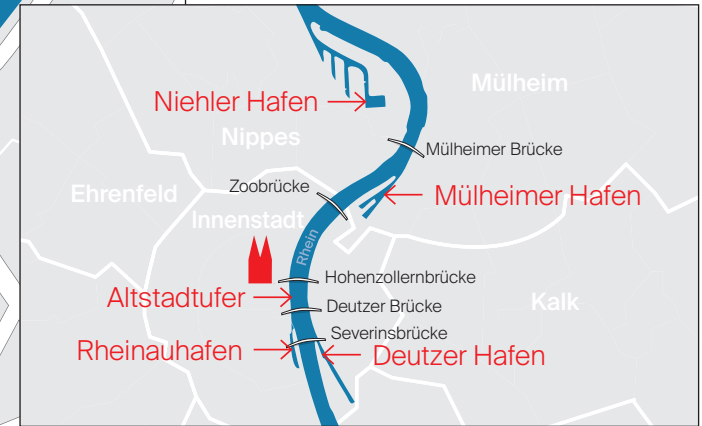 Mülheim
Niehler Hafen
Nippes
Mülheimer Brücke
Zoobrücke
Ehrenfeld
Mülheimer Hafen
Innenstadt
Rhein
Hohenzollernbrücke
Altstadtufer
Kalk
Deutzer Brücke
Severinsbrücke
Rheinauhafen
Deutzer Hafen